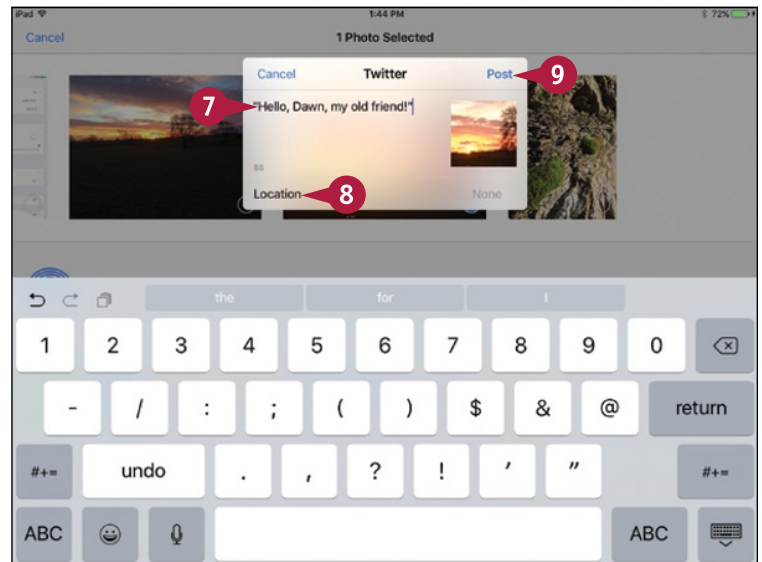 iPad 1:44 PM 72%
Cancel 1 Photo Selected
Cancel Twitter Post 9
7 "Hello, Dawn, my old friend!"
88
Location 8 None
the for I
1 2 3 4 5 6 7 8 9 0
- / : ; ( ) $ & @ return
#+= undo . , ? ! ' " #+=
ABC ABC